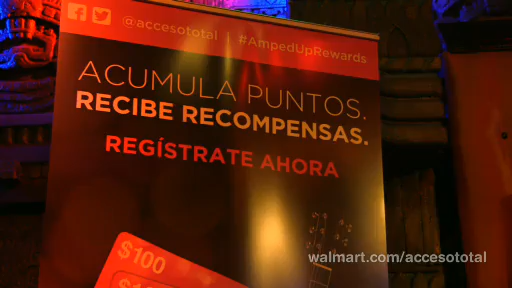 @accesototal | #AmpedUpRewards
ACUMULA PUNTOS.
RECIBE RECOMPENSAS.
REGÍSTRATE AHORA
$100
walmart.com/accesototal